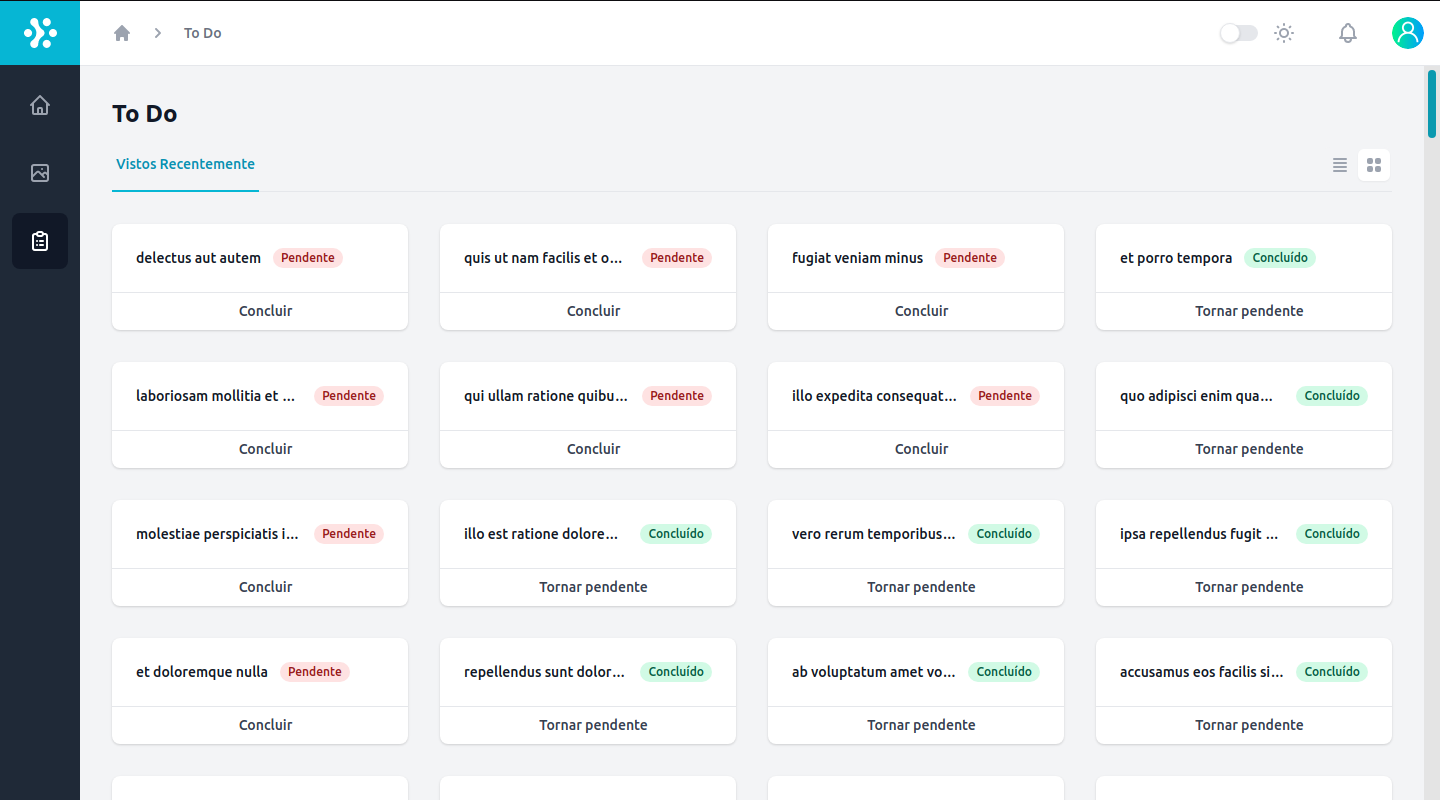 To Do
To Do
Vistos Recentemente
delectus aut autem Pendente
Concluir
quis ut nam facilis et o... Pendente
Concluir
fugiat veniam minus Pendente
Concluir
et porro tempora Concluído
Tornar pendente
laboriosam mollitia et ... Pendente
Concluir
qui ullam ratione quibu... Pendente
Concluir
illo expedita consequat... Pendente
Concluir
quo adipisci enim qua... Concluído
Tornar pendente
molestiae perspiciatis i... Pendente
Concluir
illo est ratione dolore... Concluído
Tornar pendente
vero rerum temporibus... Concluído
Tornar pendente
ipsa repellendus fugit ... Concluído
Tornar pendente
et doloremque nulla Pendente
Concluir
repellendus sunt dolor... Concluído
Tornar pendente
ab voluptatum amet vo... Concluído
Tornar pendente
accusamus eos facilis si... Concluído
Tornar pendente